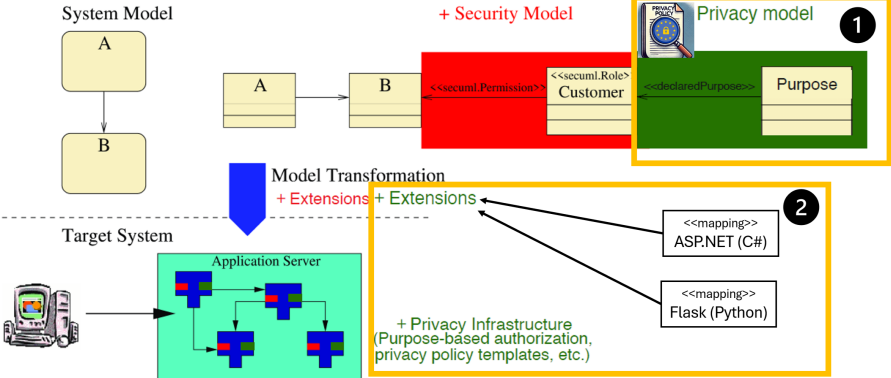 System Model
+ Security Model
PRIVACY
POLICY
Privacy model
1
A
B
A
B
<<secuml.Permission>>
<<secuml.Role>>
Customer
<<declaredPurpose>>
Purpose
Model Transformation
+ Extensions + Extensions
2
<<mapping>>
ASP.NET (C#)
<<mapping>>
Flask (Python)
Target System
Application Server
+ Privacy Infrastructure
(Purpose-based authorization,
privacy policy templates, etc.)